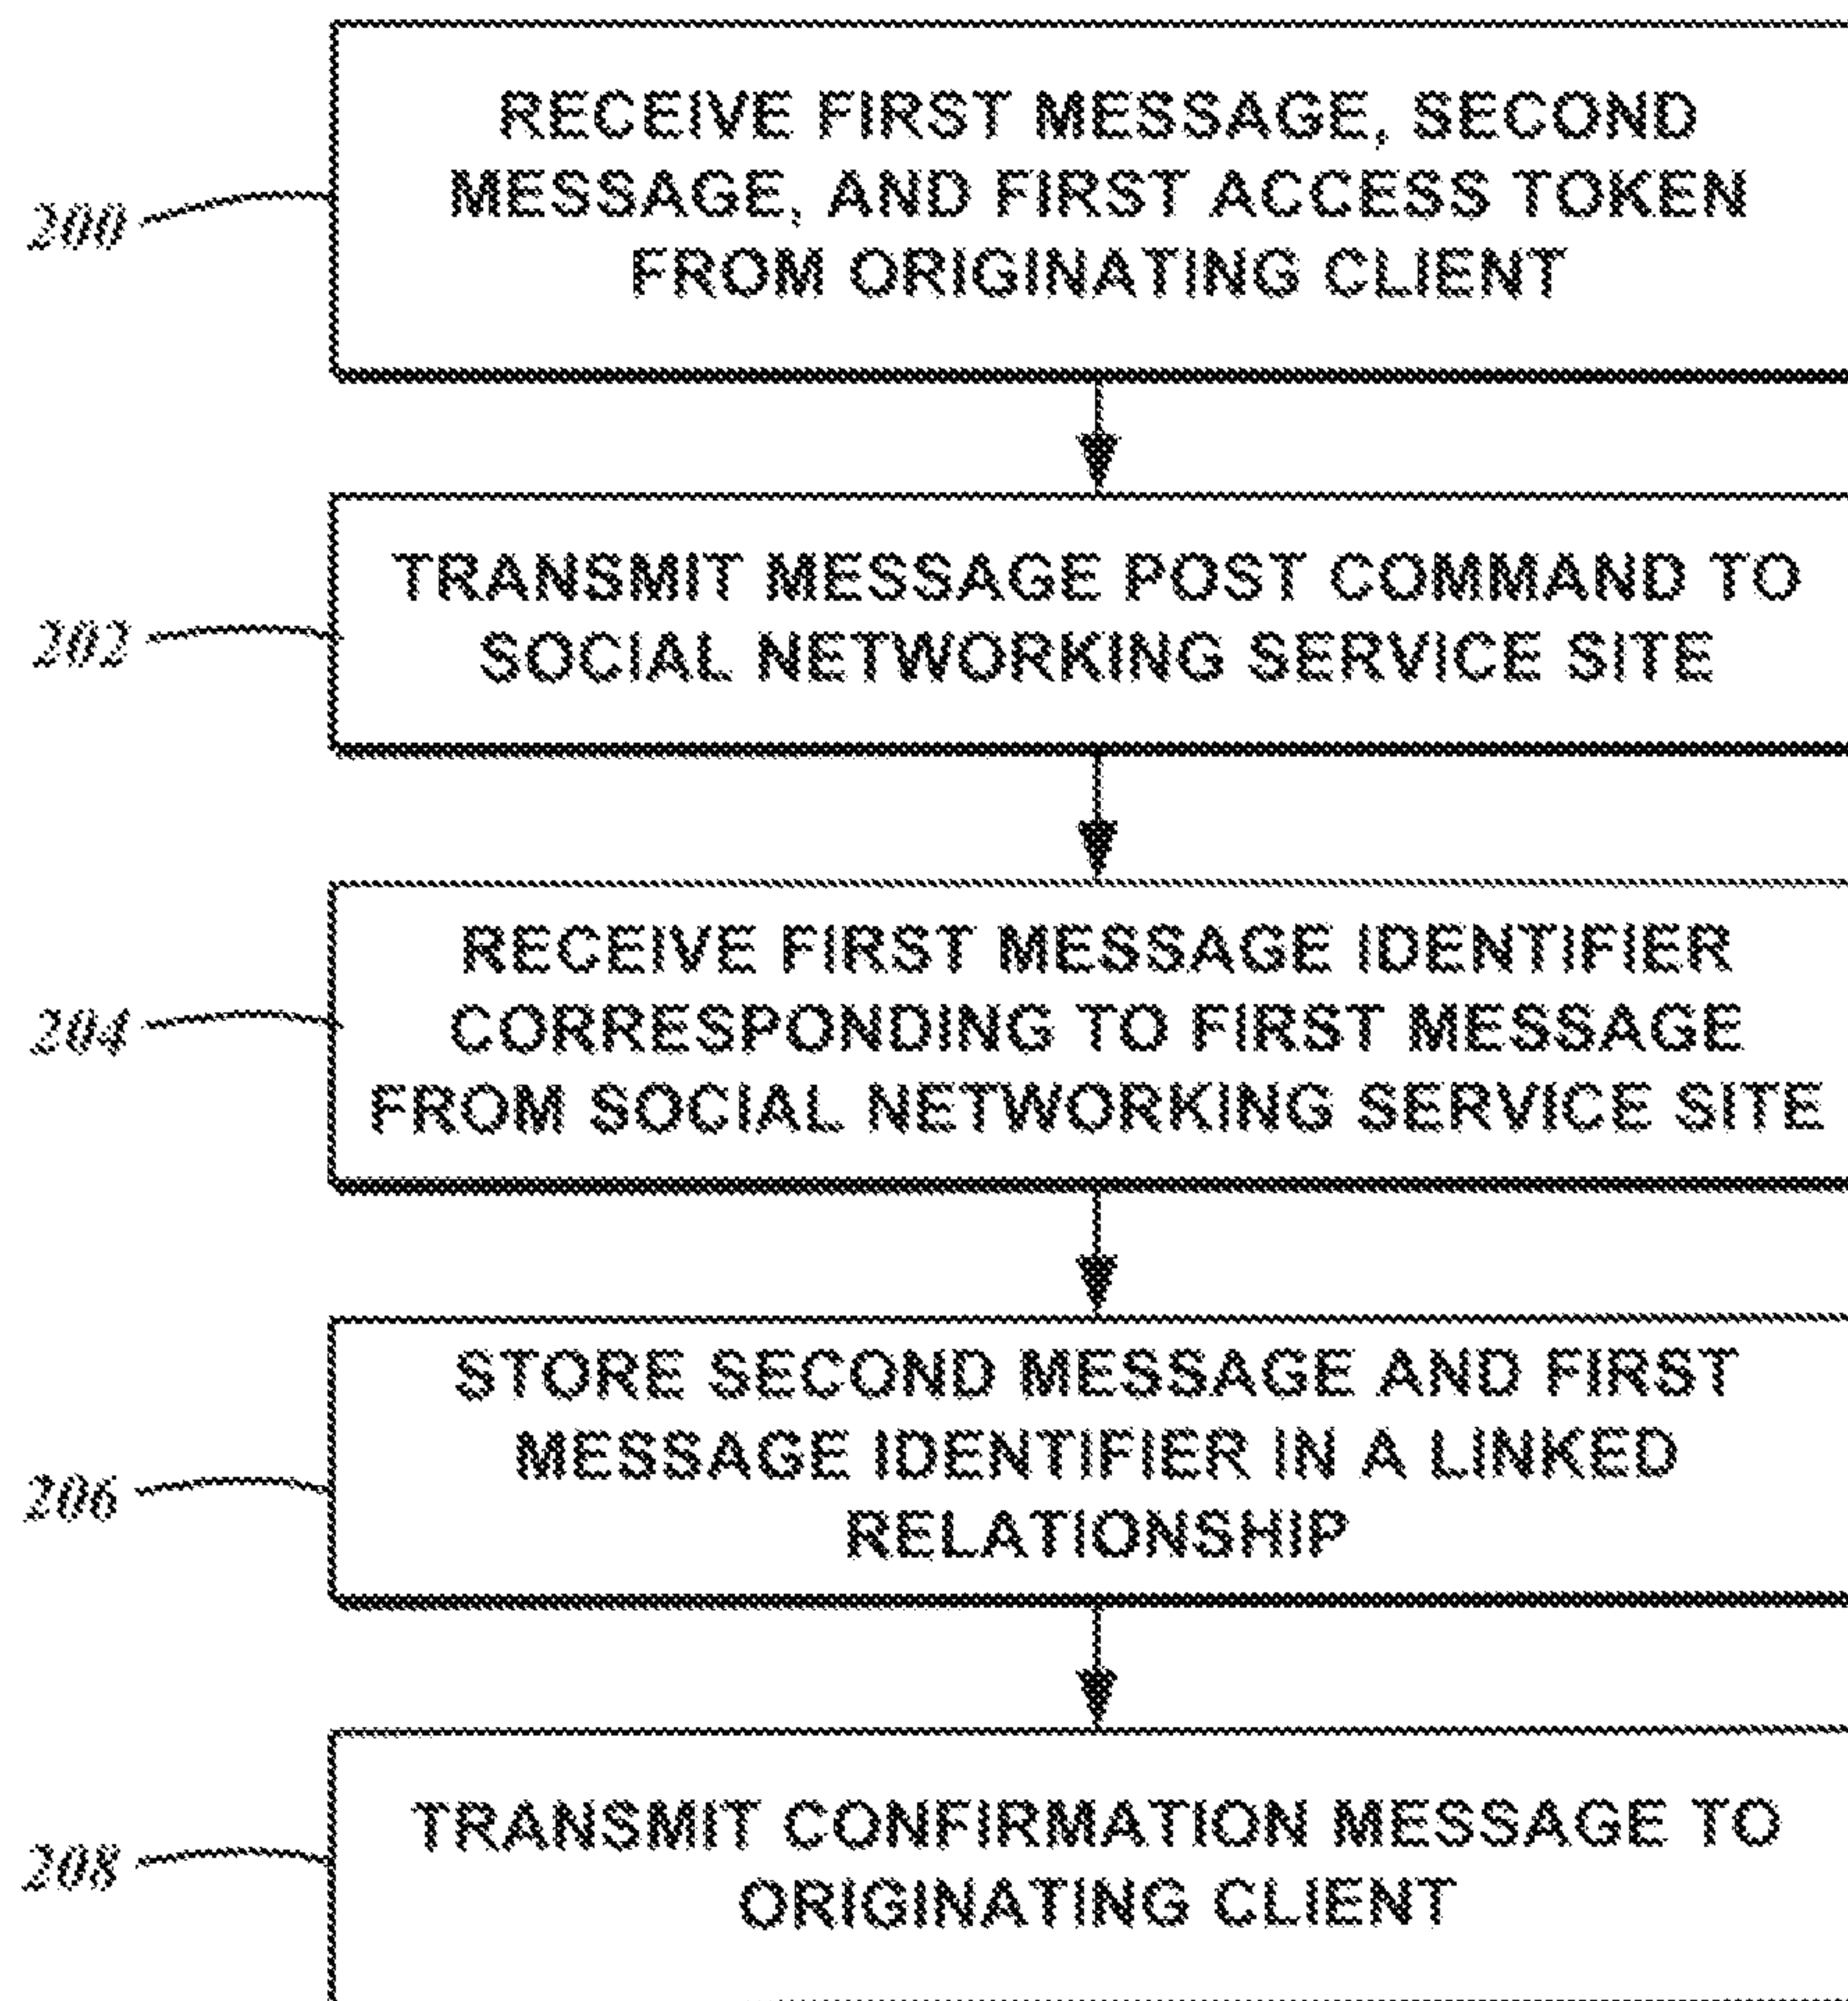 RECEIVE FIRST MESSAGE, SECOND
MESSAGE, AND FIRST ACCESS TOKEN
FROM ORIGINATING CLIENT
200
TRANSMIT MESSAGE POST COMMAND TO
SOCIAL NETWORKING SERVICE SITE
202
RECEIVE FIRST MESSAGE IDENTIFIER
CORRESPONDING TO FIRST MESSAGE
FROM SOCIAL NETWORKING SERVICE SITE
204
STORE SECOND MESSAGE AND FIRST
MESSAGE IDENTIFIER IN A LINKED
RELATIONSHIP
206
TRANSMIT CONFIRMATION MESSAGE TO
ORIGINATING CLIENT
208